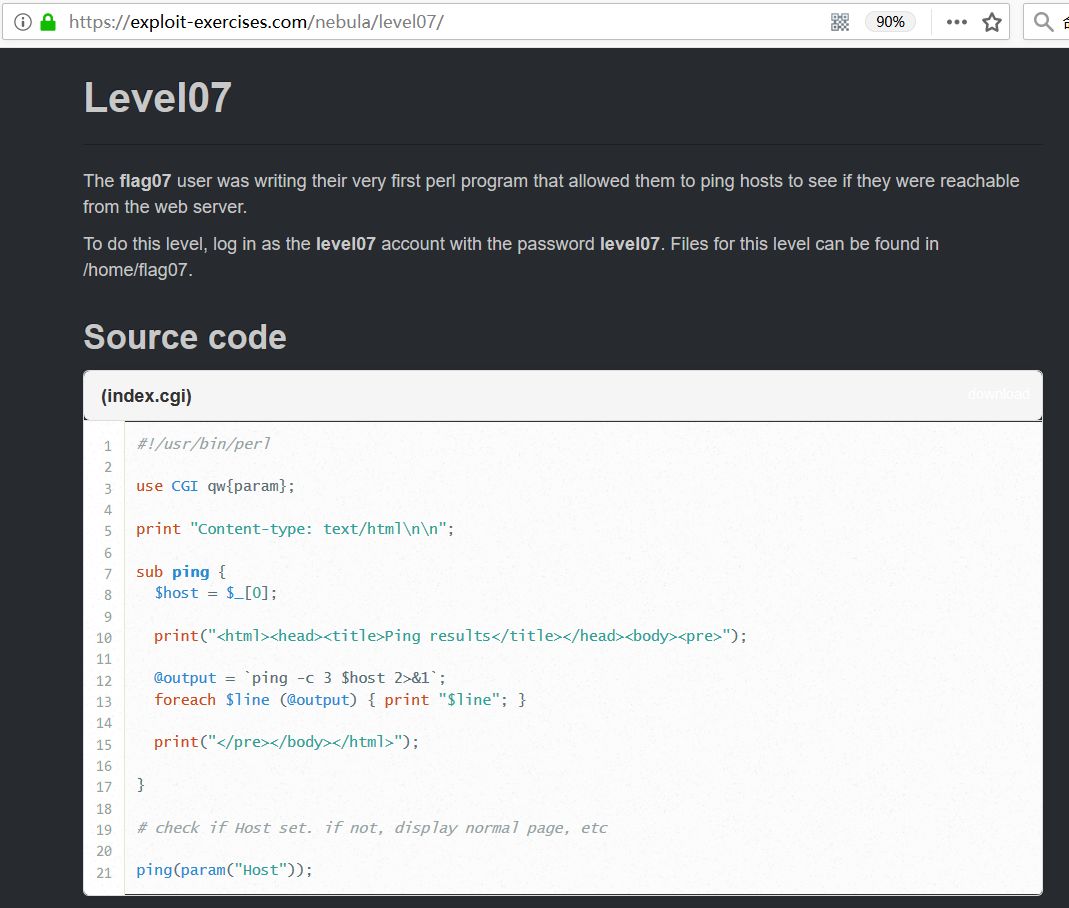 https://exploit-exercises.com/nebula/level07/
90%
Level07
The flag07 user was writing their very first perl program that allowed them to ping hosts to see if they were reachable
from the web server.
To do this level, log in as the level07 account with the password level07. Files for this level can be found in
/home/flag07.
Source code
(index.cgi)
download
1 #!/usr/bin/perl
2
3 use CGI qw{param};
4
5 print "Content-type: text/html\n\n";
6
7 sub ping {
8 $host = $_[0];
9
10 print("<html><head><title>Ping results</title></head><body><pre>");
11
12 @output = `ping -c 3 $host 2>&1`;
13 foreach $line (@output) { print "$line"; }
14
15 print("</pre></body></html>");
16
17 }
18
19 # check if Host set. if not, display normal page, etc
20
21 ping(param("Host"));